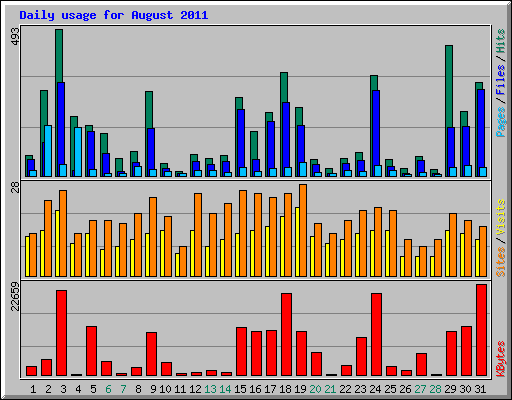 Daily usage for August 2011
493
Pages / Files / Hits
28
Sites / Visits
22659
KBytes
1 2 3 4 5 6 7 8 9 10 11 12 13 14 15 16 17 18 19 20 21 22 23 24 25 26 27 28 29 30 31